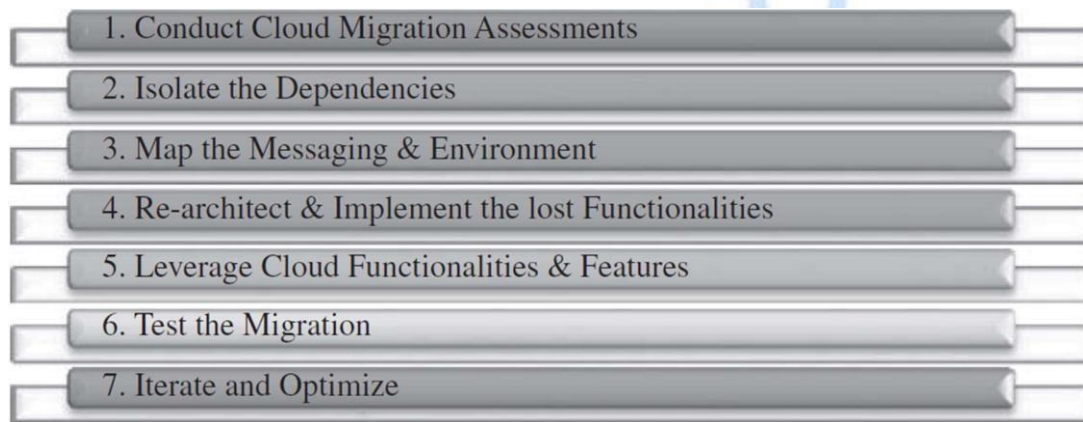 1. Conduct Cloud Migration Assessments
2. Isolate the Dependencies
3. Map the Messaging & Environment
4. Re-architect & Implement the lost Functionalities
5. Leverage Cloud Functionalities & Features
6. Test the Migration
7. Iterate and Optimize